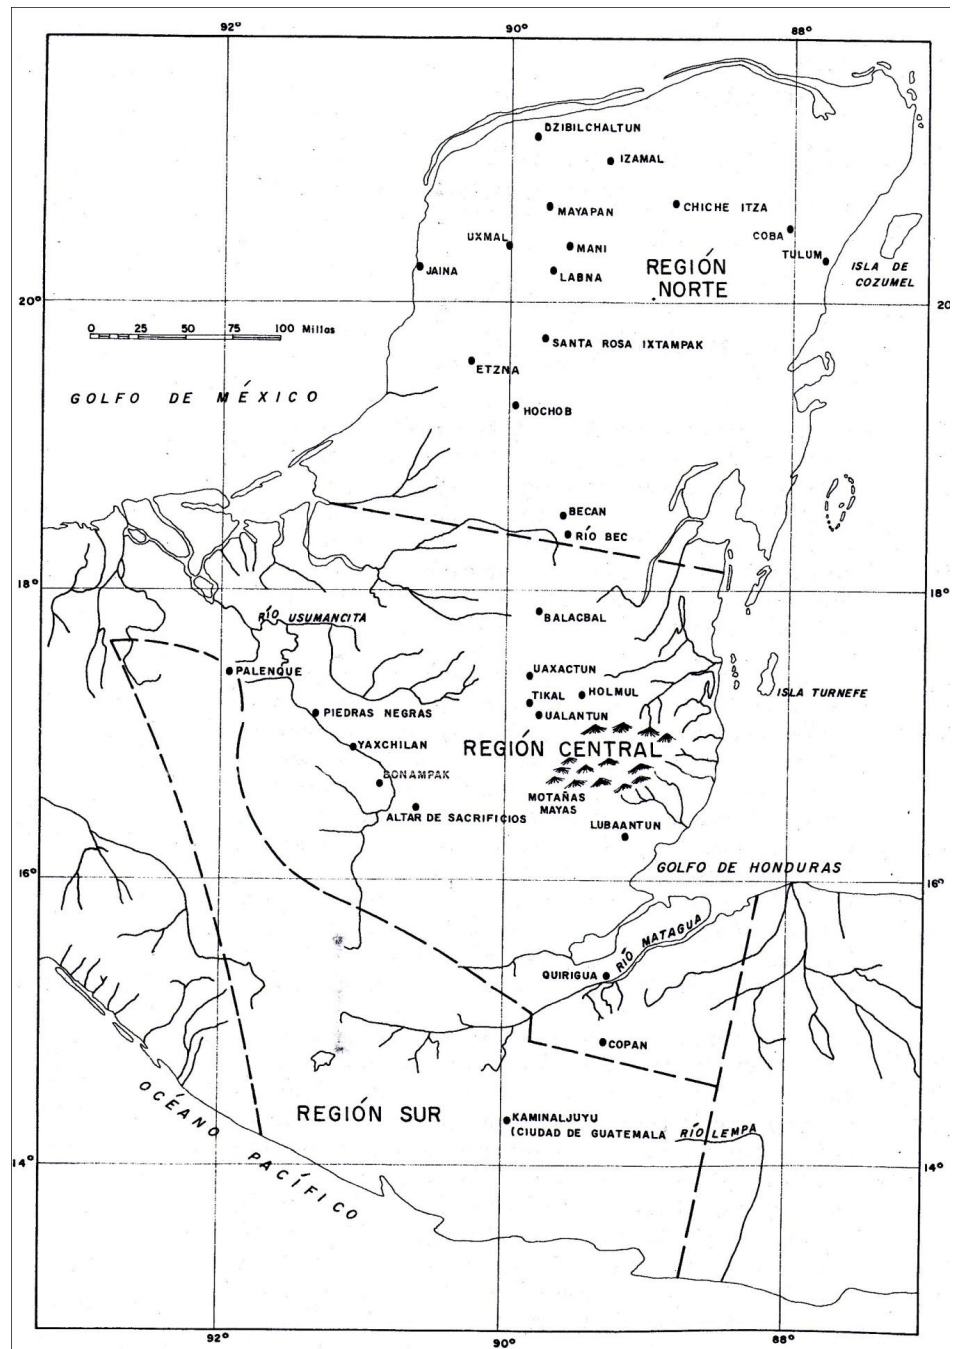 92°
90°
88°
DZIBILCHALTUN
IZAMAL
MAYAPAN
CHICHE ITZA
UXMAL
MANI
COBA
TULUM
JAINA
LABNA
REGIÓN
NORTE
ISLA DE
COZUMEL
20°
20
0 25 50 75 100 Millas
SANTA ROSA IXTAMPAK
ETZNA
GOLFO DE MÉXICO
HOCHOB
BECAN
RÍO BEC
18°
18°
BALACBAL
RÍO USUMANCITA
PALENQUE
UAXACTUN
TIKAL
HOLMUL
ISLA TURNEFE
PIEDRAS NEGRAS
UALANTUN
YAXCHILAN
REGIÓN CENTRAL
BONAMPAK
MOTAÑAS
MAYAS
ALTAR DE SACRIFICIOS
LUBAANTUN
GOLFO DE HONDURAS
16°
16°
RÍO MATAGUA
QUIRIGUA
COPAN
OCÉANO
PACÍFICO
REGIÓN SUR
KAMINALJUYU
(CIUDAD DE GUATEMALA
RÍO LEMPA
14°
14°
92°
90°
88°